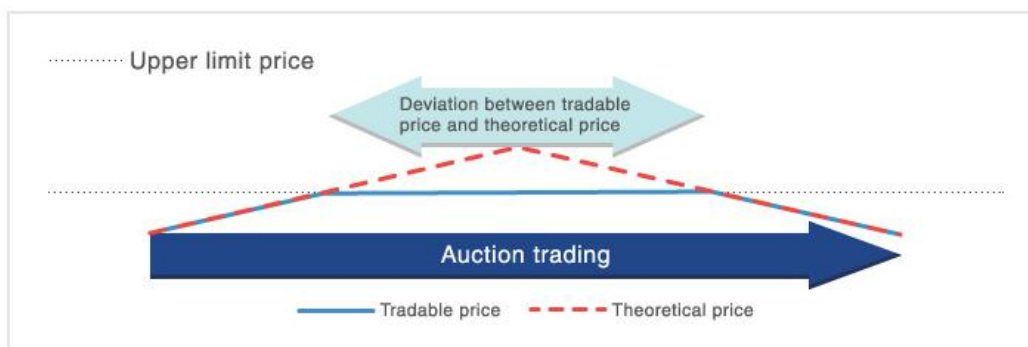 Upper limit price
Deviation between tradable
price and theoretical price
Auction trading
Tradable price
Theoretical price